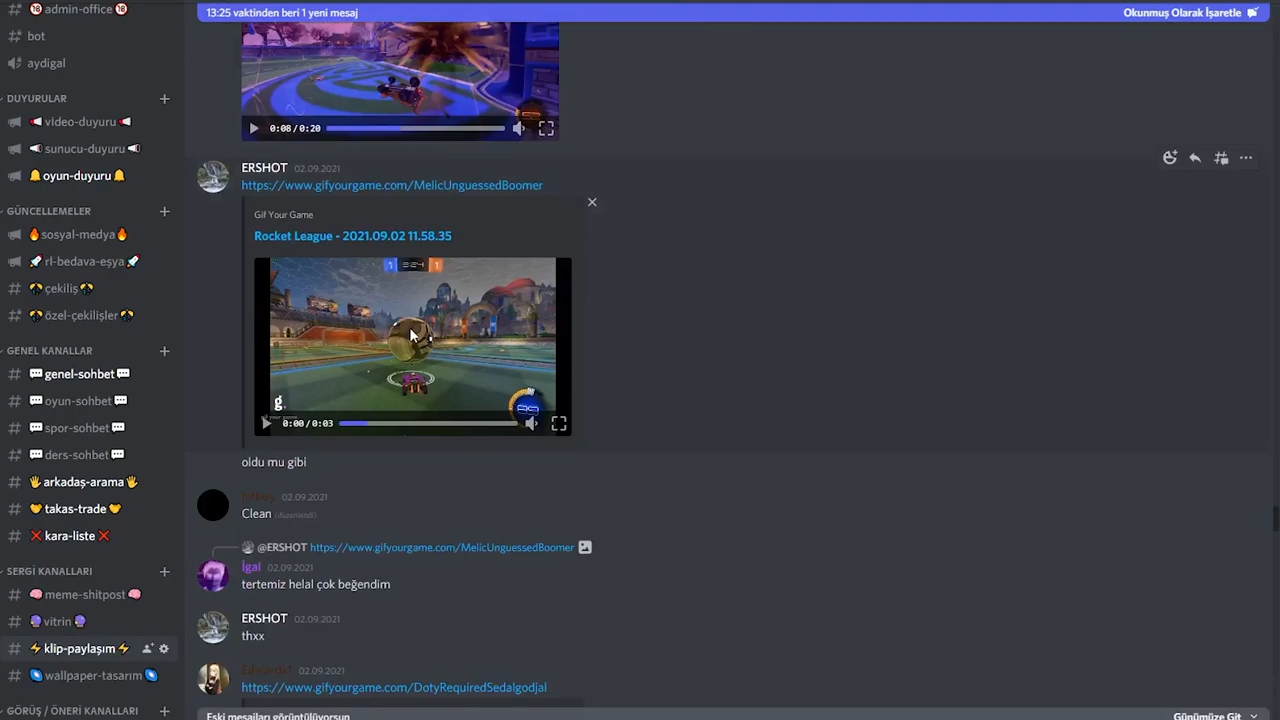 admin-office
bot
aydigal
DUYURULAR
vIdeo-duyuru
sunucu-duyuru
oyun-duyuru
GÜNCELLEMELER
sosyal-medya
rl-bedava-eşya
çekiliş
özel-çekilişler
GENEL KANALLAR
genel-sohbet
oyun-sohbet
spor-sohbet
ders-sohbet
arkadaş-arama
takas-trade
kara-liste
SERGİ KANALLARI
meme-shitpost
vitrin
klip-paylaşım
wallpaper-tasarım
GÖRÜŞ / ÖNERİ KANALLARI
13:25 vaktinden beri 1 yeni mesaj
Okunmuş Olarak İşaretle
0:08/0:20
ERSHOT 02.09.2021
https://www.gifyourgame.com/MelicUnguessedBoomer
Gif Your Game
Rocket League - 2021.09.02 11.58.35
1 1
g.
0:00/0:03
oldu mu gibi
02.09.2021
Clean (düzenlendi)
@ERSHOT https://www.gifyourgame.com/MelicUnguessedBoomer
İgal 02.09.2021
tertemiz helal çok beğendim
ERSHOT 02.09.2021
thxx
02.09.2021
https://www.gifyourgame.com/DotyRequiredSedalgodjal
Eski mesajları görüntülüyorsun
Günümüze Git